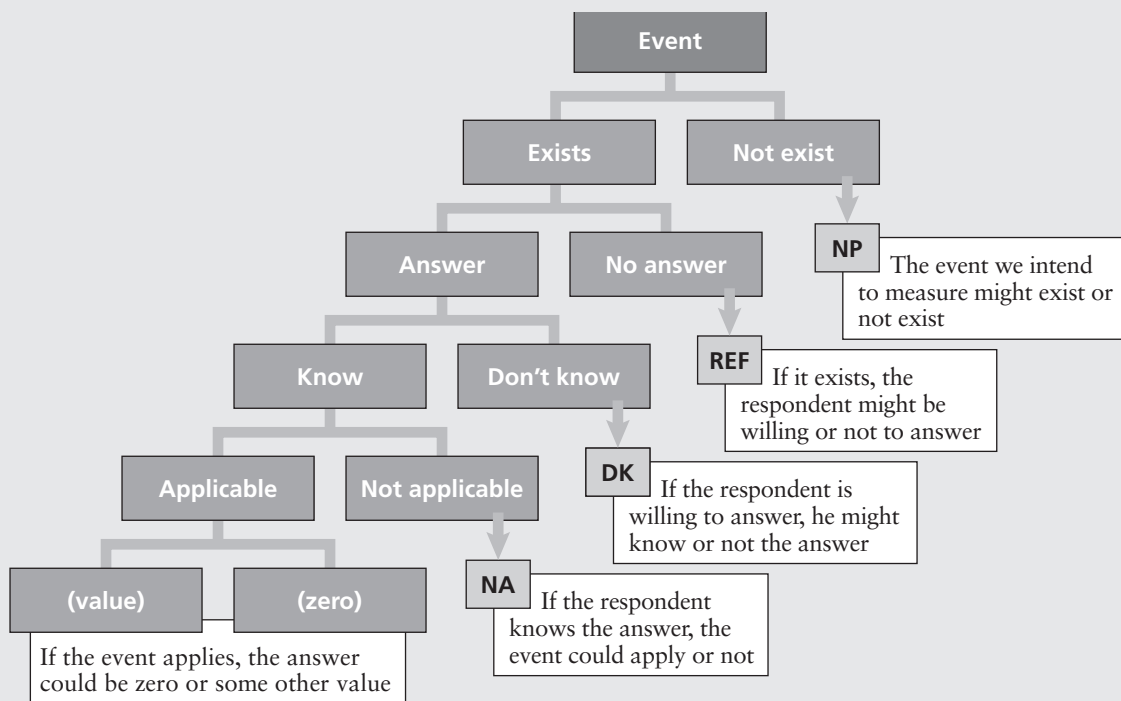 Event
Exists
Not exist
NP
The event we intend
to measure might exist or
not exist
Answer
No answer
REF
If it exists, the
respondent might be
willing or not to answer
Know
Don't know
DK
If the respondent is
willing to answer, he might
know or not the answer
Applicable
Not applicable
NA
If the respondent
knows the answer, the
event could apply or not
(value)
(zero)
If the event applies, the answer
could be zero or some other value